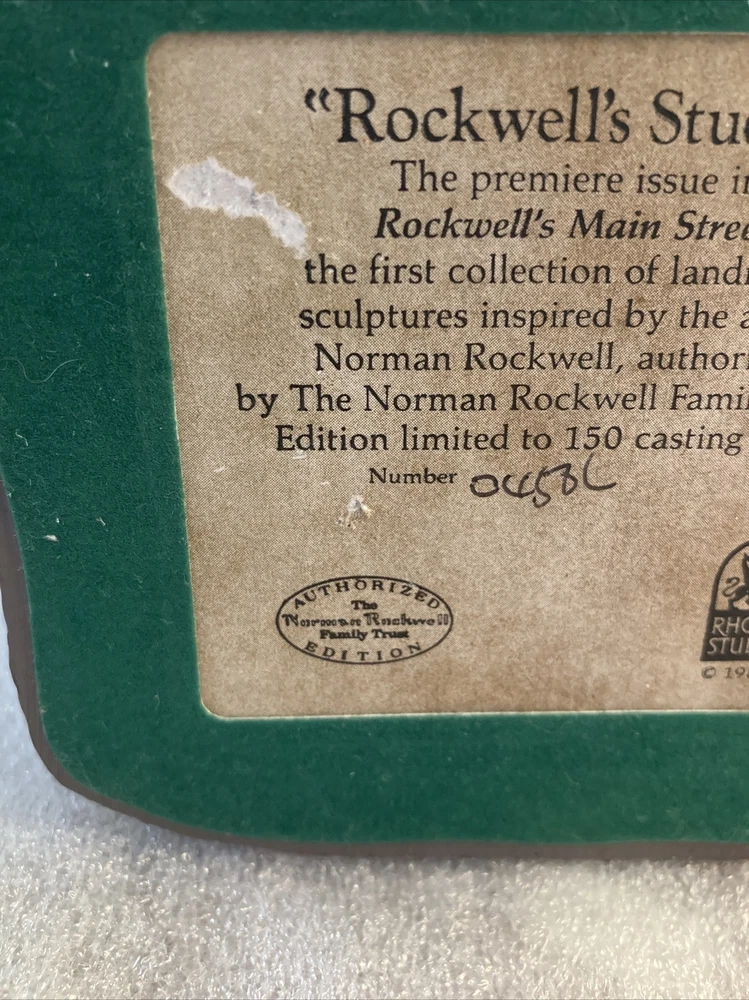 “Rockwell's Stu
The premiere issue i
Rockwell's Main Stree
the first collection of land
sculptures inspired by the a
Norman Rockwell, author
by The Norman Rockwell Fami
Edition limited to 150 casting
Number
AUTHORIZED
The
Norman Rockwell
Family Trust
EDITION
RHO
STU
© 19